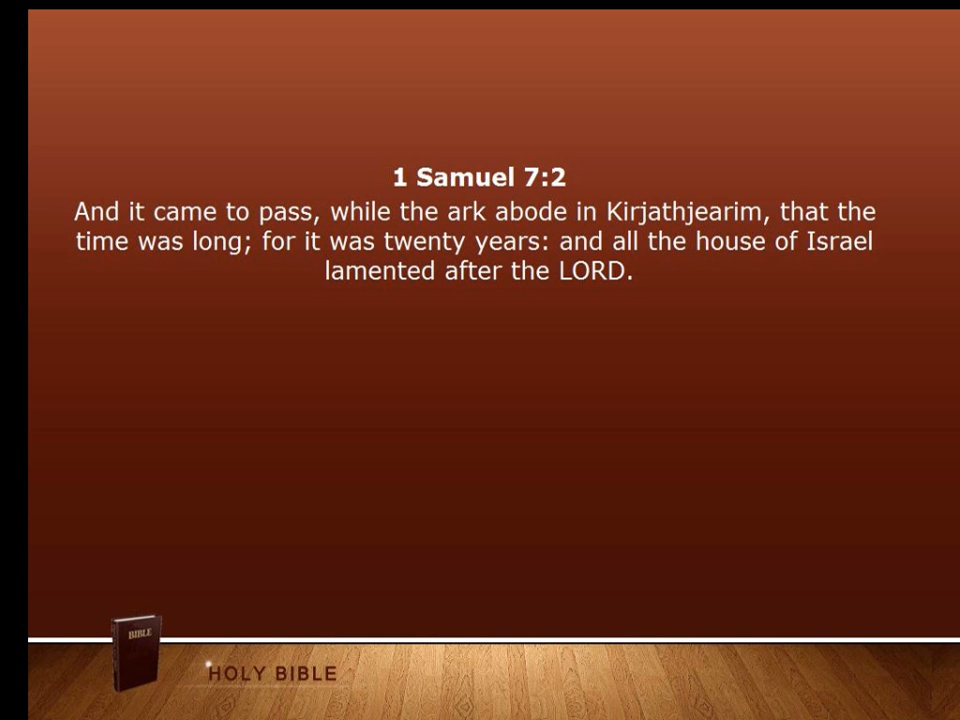 1 Samuel 7:2
And it came to pass, while the ark abode in Kirjathjearim, that the
time was long; for it was twenty years: and all the house of Israel
lamented after the LORD.
BIBLE
HOLY BIBLE